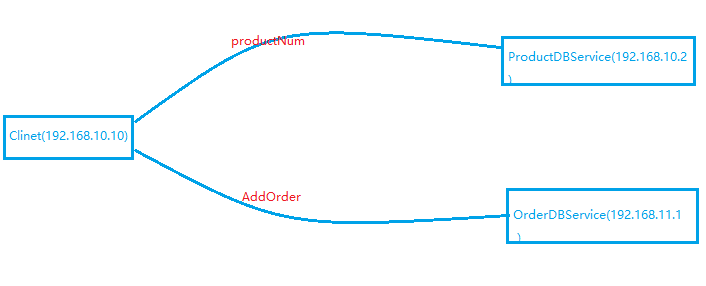 productNum
ProductDBService(192.168.10.2
)
Clinet(192.168.10.10)
AddOrder
OrderDBService(192.168.11.1
)